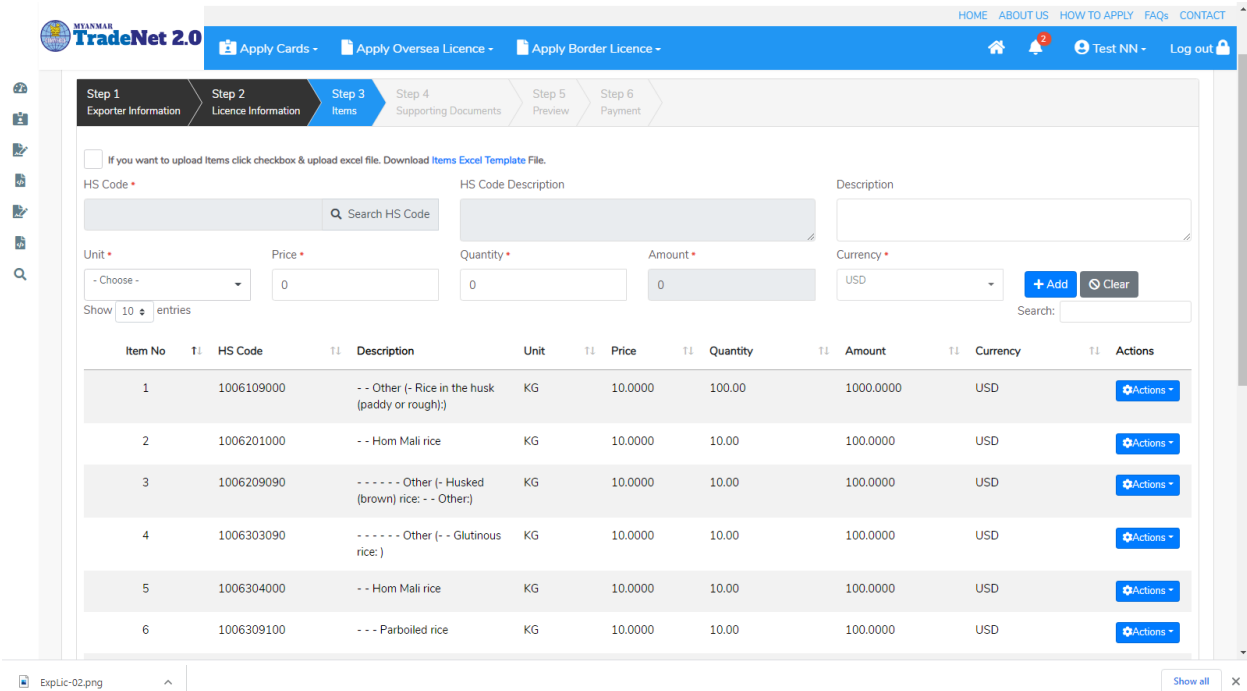 HOME ABOUT US HOW TO APPLY FAQs CONTACT
MYANMAR
TradeNet 2.0
Apply Cards Apply Oversea Licence Apply Border Licence 2 Test NN Log out
Step 1 Step 2 Step 3 Step 4 Step 5 Step 6
Exporter Information Licence Information Items Supporting Documents Preview Payment
If you want to upload Items click checkbox & upload excel file. Download Items Excel Template File.
HS Code • HS Code Description Description
Search HS Code
Unit • Price • Quantity • Amount • Currency •
- Choose - 0 0 0 USD + Add Clear
Show 10 entries Search:
Item No HS Code Description Unit Price Quantity Amount Currency Actions
1 1006109000 - - Other (- Rice in the husk KG 10.0000 100.00 1000.0000 USD Actions
(paddy or rough):)
2 1006201000 - - Hom Mali rice KG 10.0000 10.00 100.0000 USD Actions
3 1006209090 - - - - - - Other (- Husked KG 10.0000 10.00 100.0000 USD Actions
(brown) rice: - - Other:)
4 1006303090 - - - - - - Other (- - Glutinous KG 10.0000 10.00 100.0000 USD Actions
rice: )
5 1006304000 - - Hom Mali rice KG 10.0000 10.00 100.0000 USD Actions
6 1006309100 - - - Parboiled rice KG 10.0000 10.00 100.0000 USD Actions
ExpLic-02.png Show all